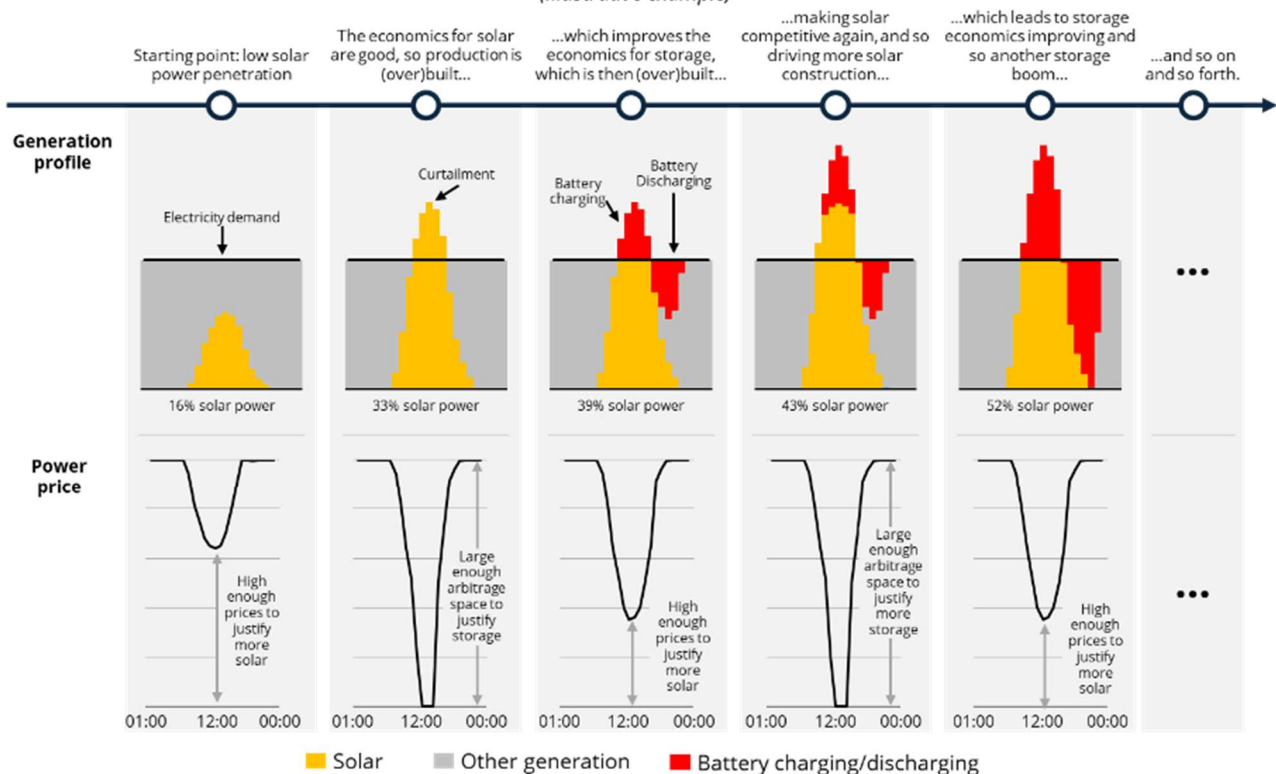 Starting point: low solar
power penetration
The economics for solar
are good, so production is
(over)built...
...which improves the
economics for storage,
which is then (over)built...
...making solar
competitive again, and so
driving more solar
construction...
...which leads to storage
economics improving and
so another storage
boom...
...and so on
and so forth.
Generation
profile
Electricity demand
Curtailment
Battery
charging
Battery
Discharging
...
16% solar power
33% solar power
39% solar power
43% solar power
52% solar power
Power
price
High
enough
prices to
justify
more
solar
Large
enough
arbitrage
space to
justify
storage
High
enough
prices to
justify
more
solar
Large
enough
arbitrage
space to
justify
more
storage
High
enough
prices to
justify
more
solar
...
01:00 12:00 00:00
01:00 12:00 00:00
01:00 12:00 00:00
01:00 12:00 00:00
01:00 12:00 00:00
Solar
Other generation
Battery charging/discharging